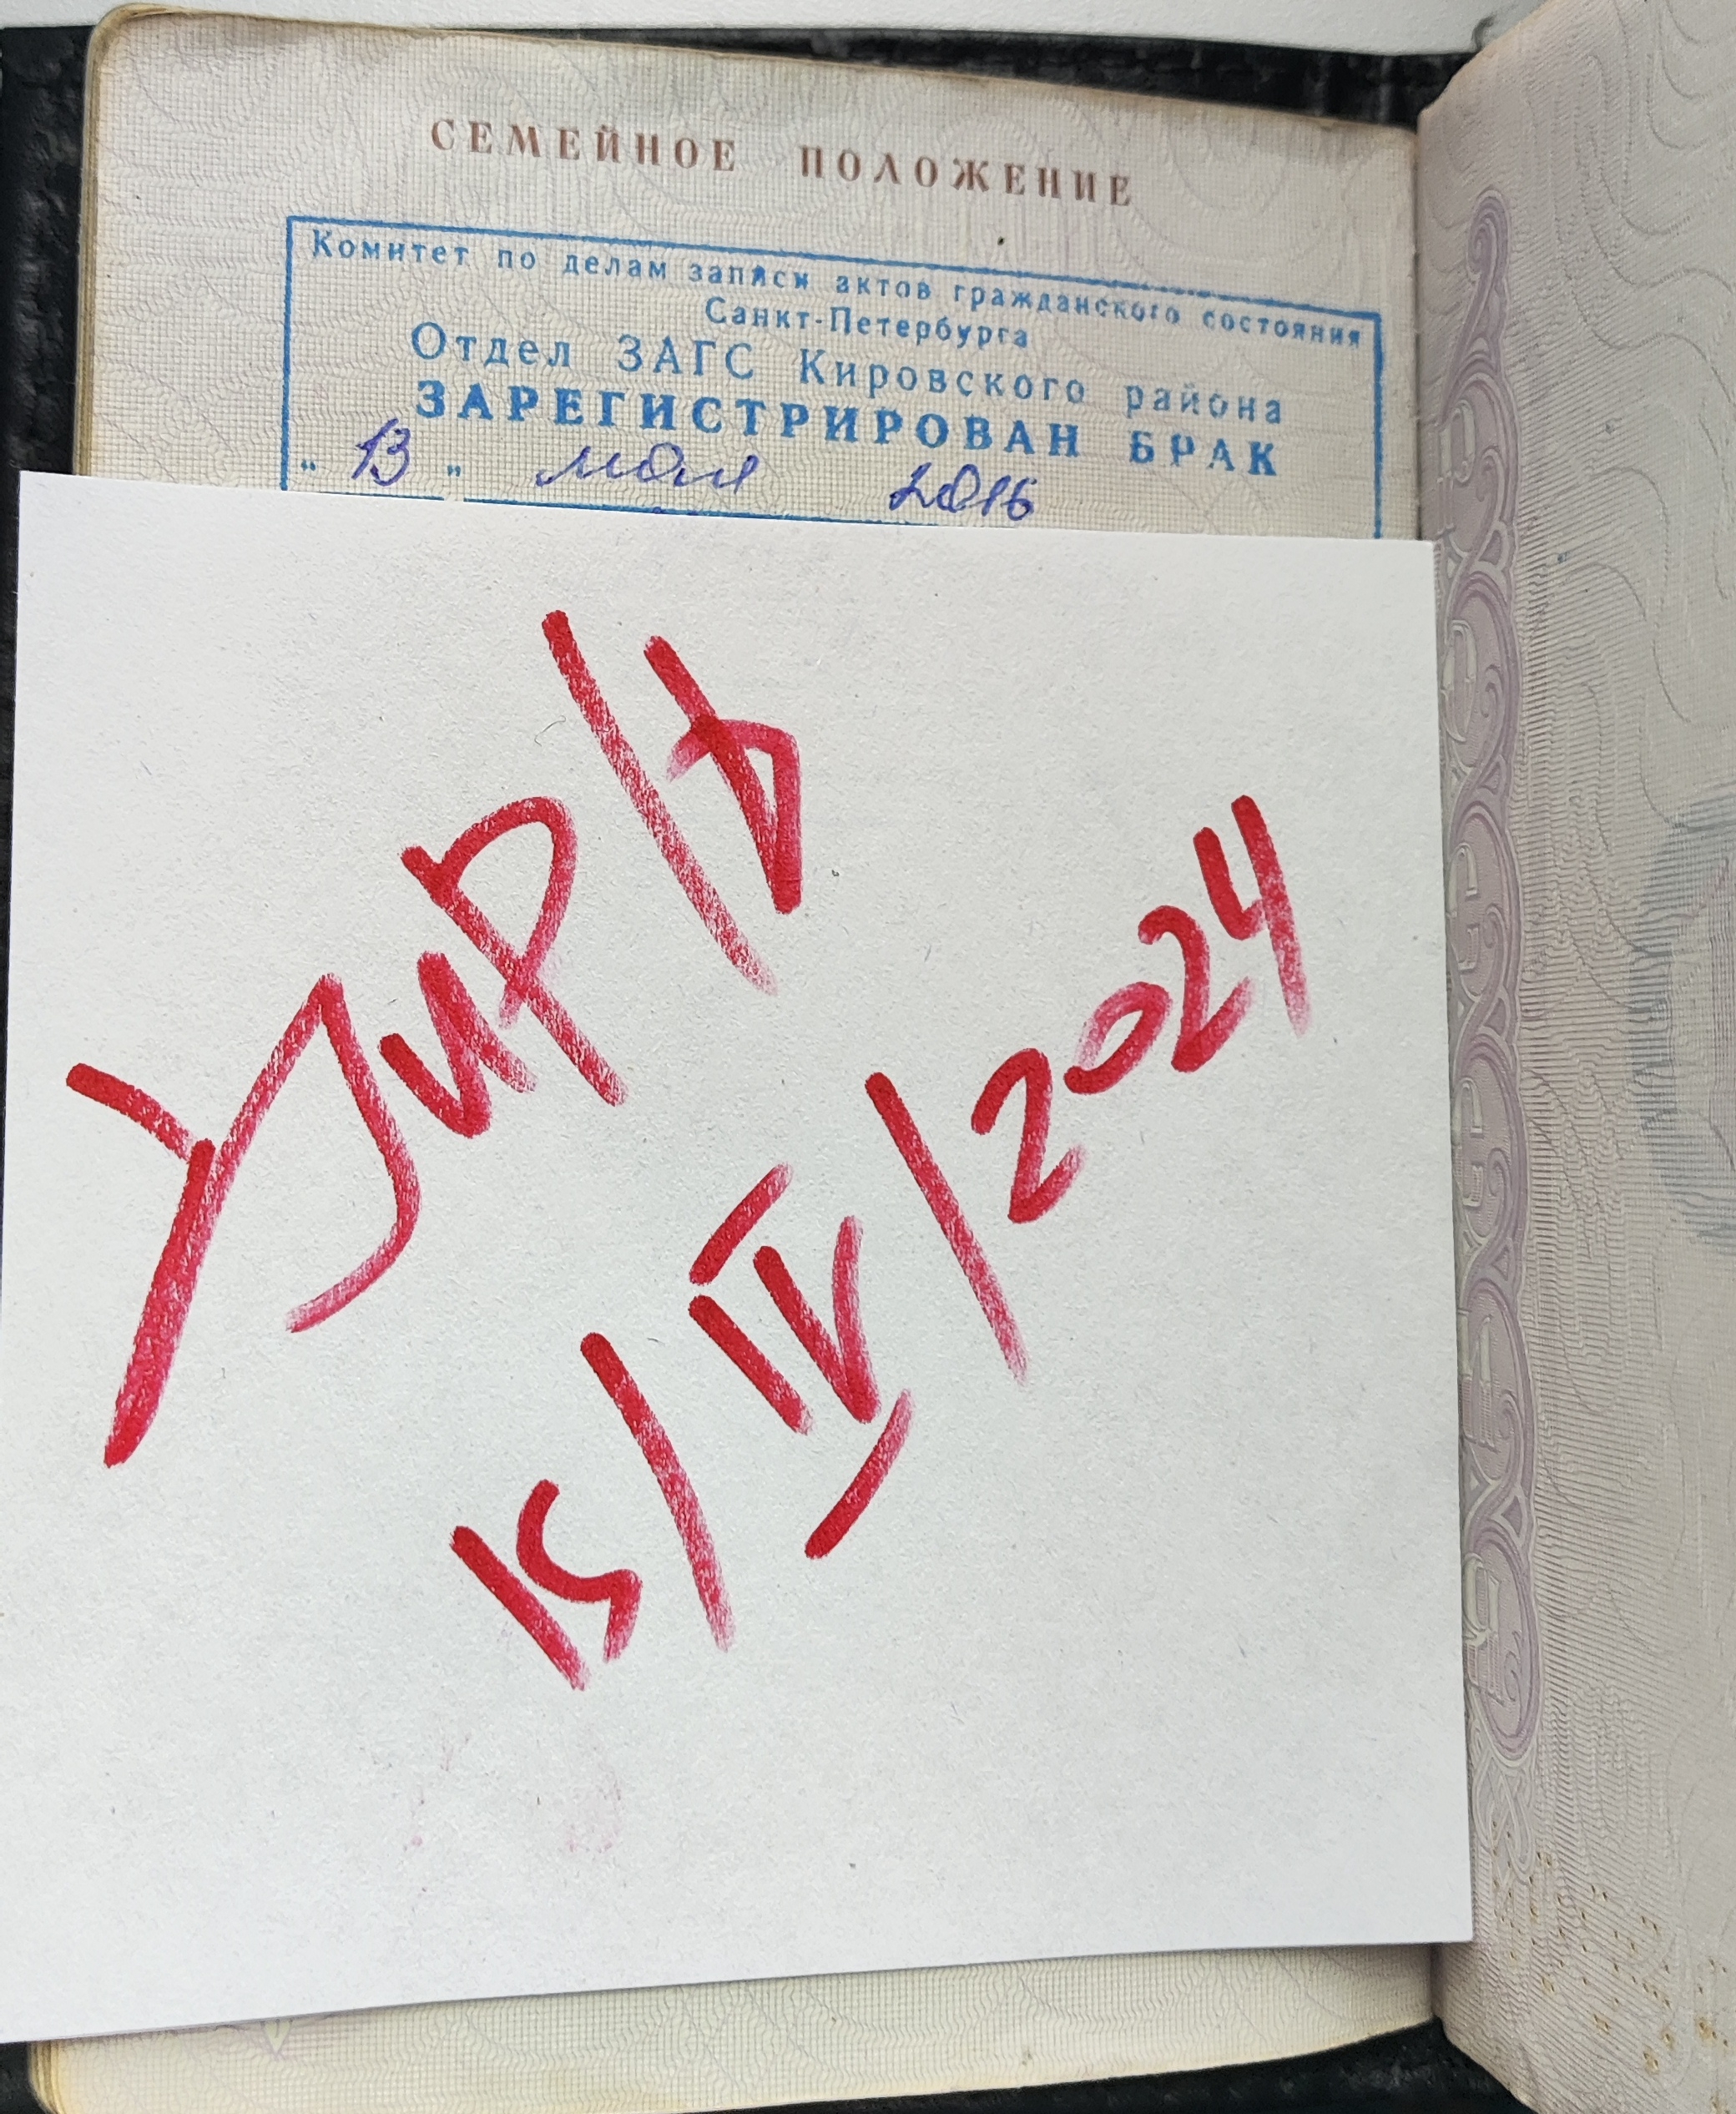 СЕМЕЙНОЕ ПОЛОЖЕНИЕ
Комитет по делам записи актов гражданского состояния
Санкт-Петербурга
Отдел ЗАГС Кировского района
ЗАРЕГИСТРИРОВАН БРАК
" 13 " мая 2016
15/IV/2024